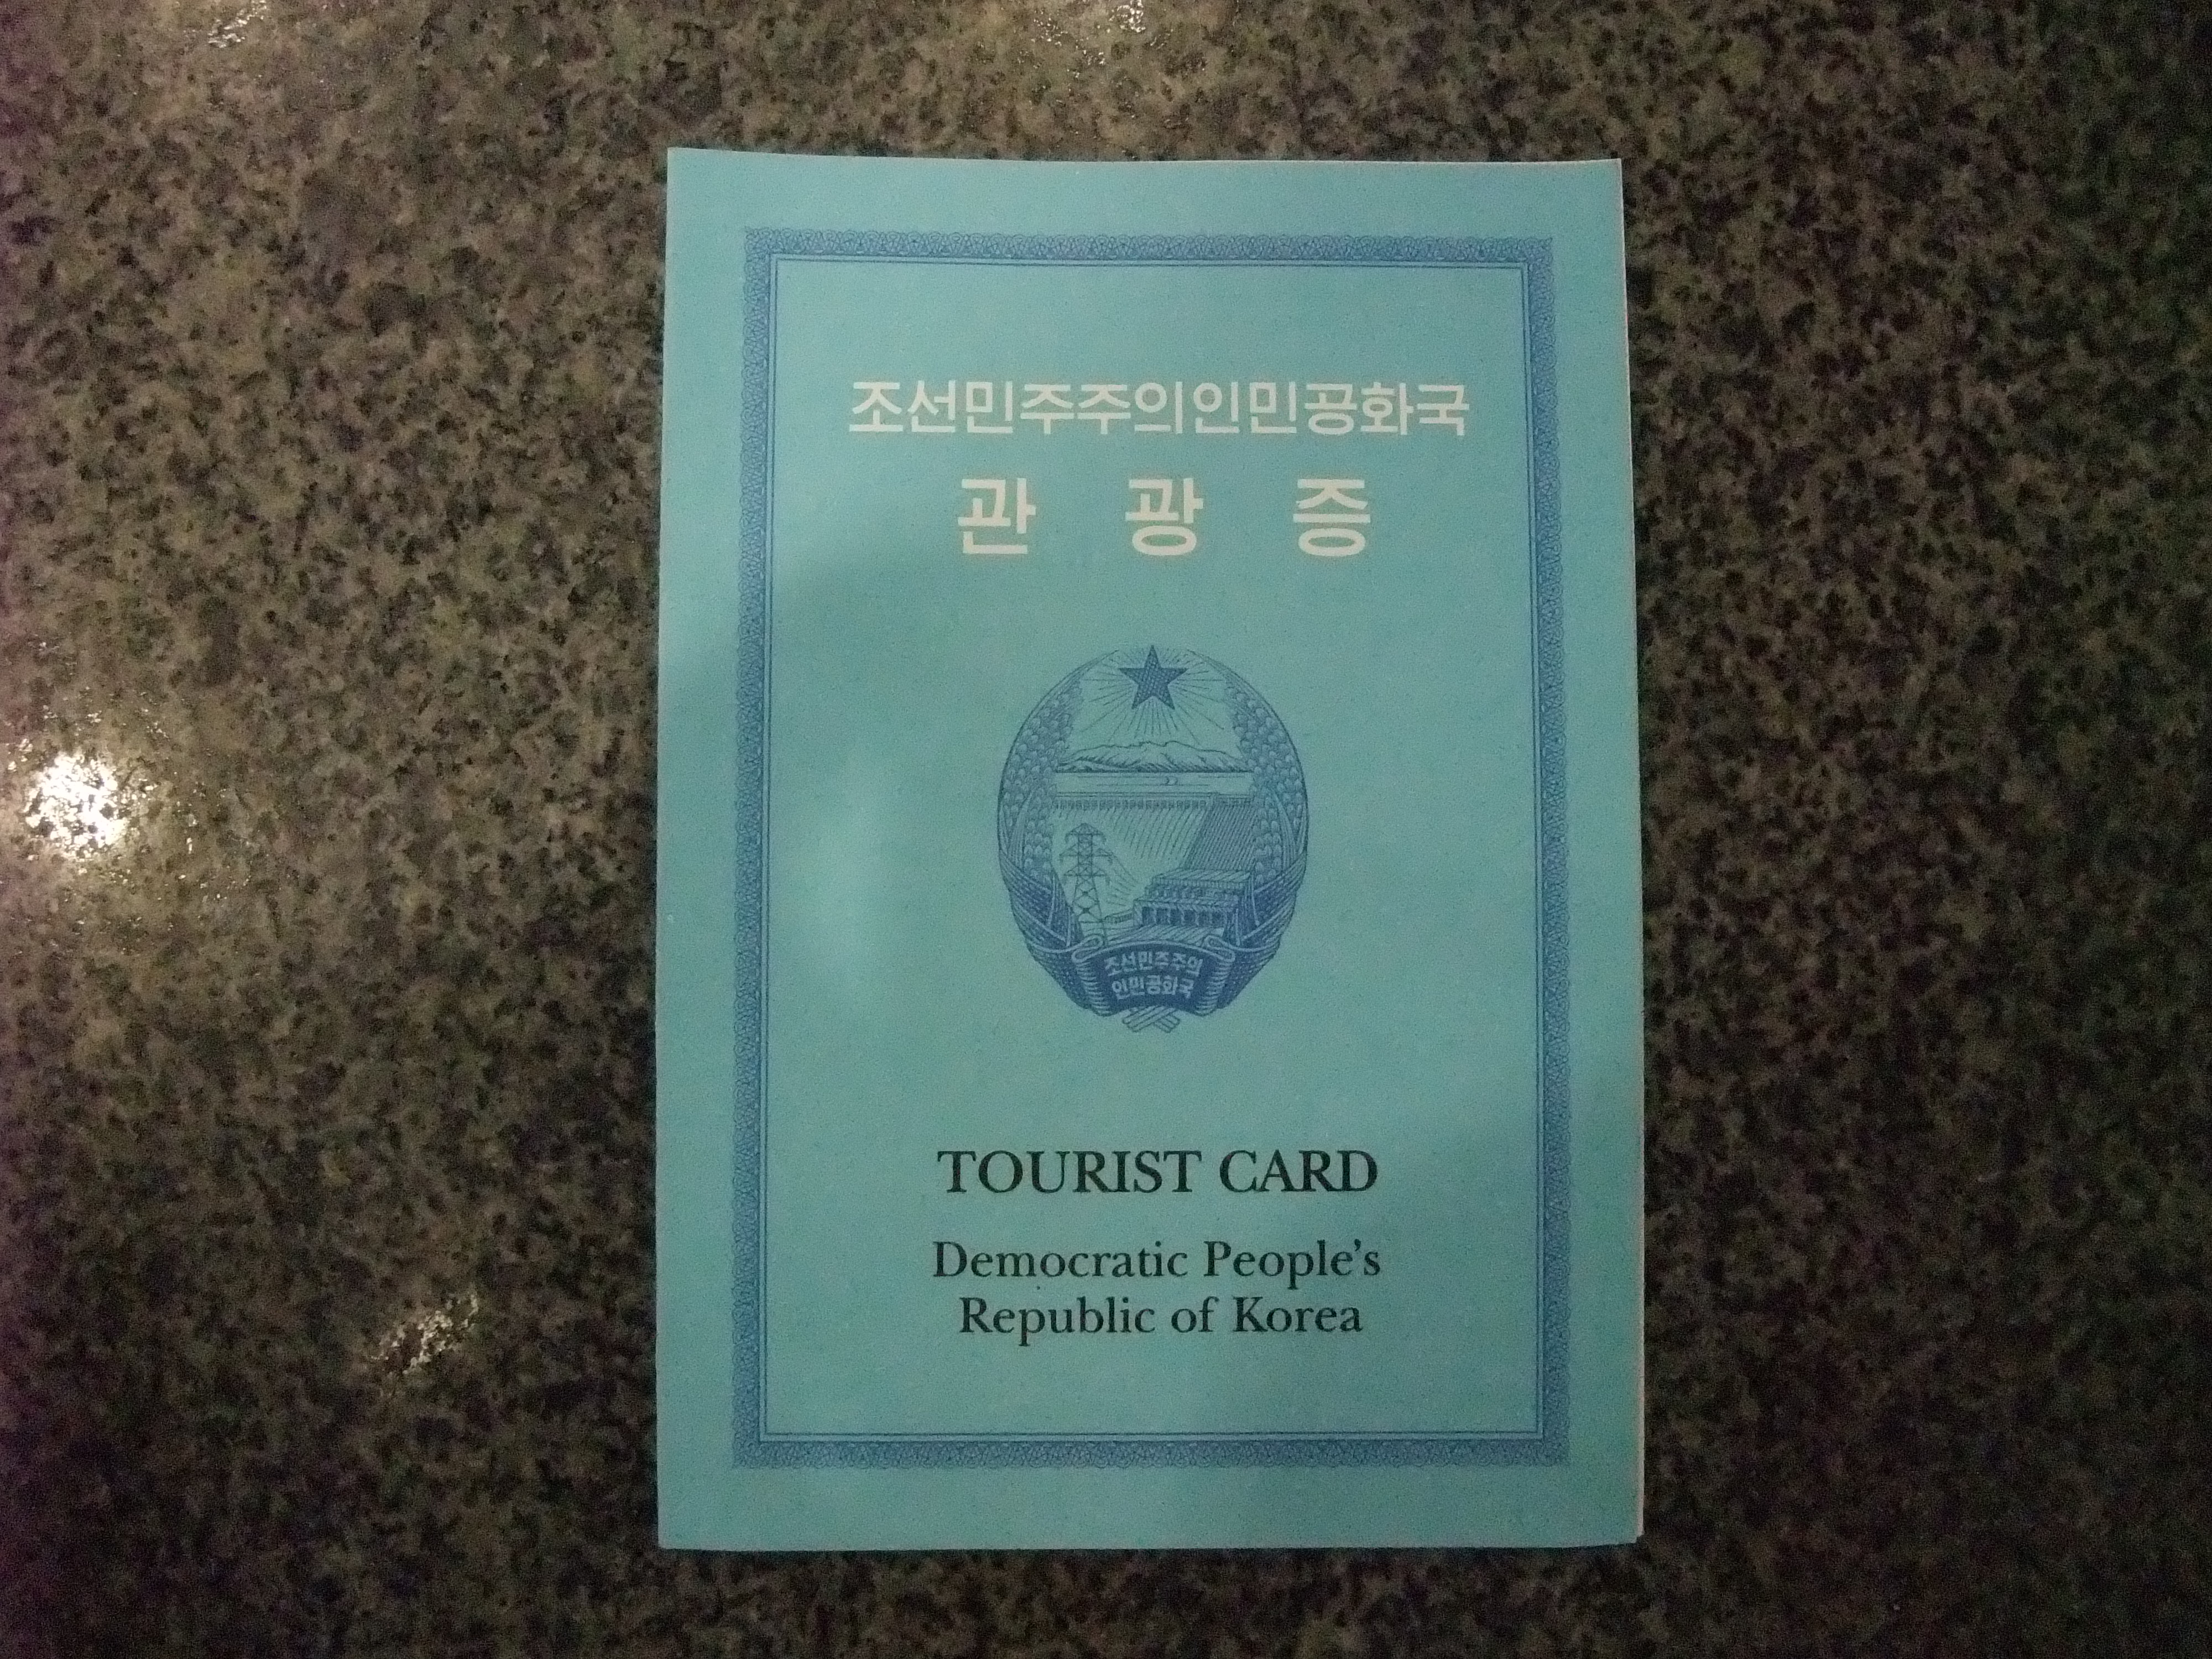 조선민주주의인민공화국
관 광 증
조선민주주의
인민공화국
TOURIST CARD
Democratic People's
Republic of Korea